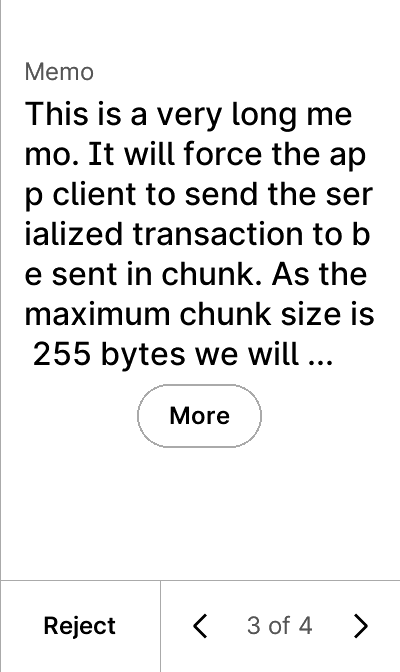 Memo
This is a very long me
mo. It will force the ap
p client to send the ser
ialized transaction to b
e sent in chunk. As the
maximum chunk size is
255 bytes we will ...
More
Reject
3 of 4